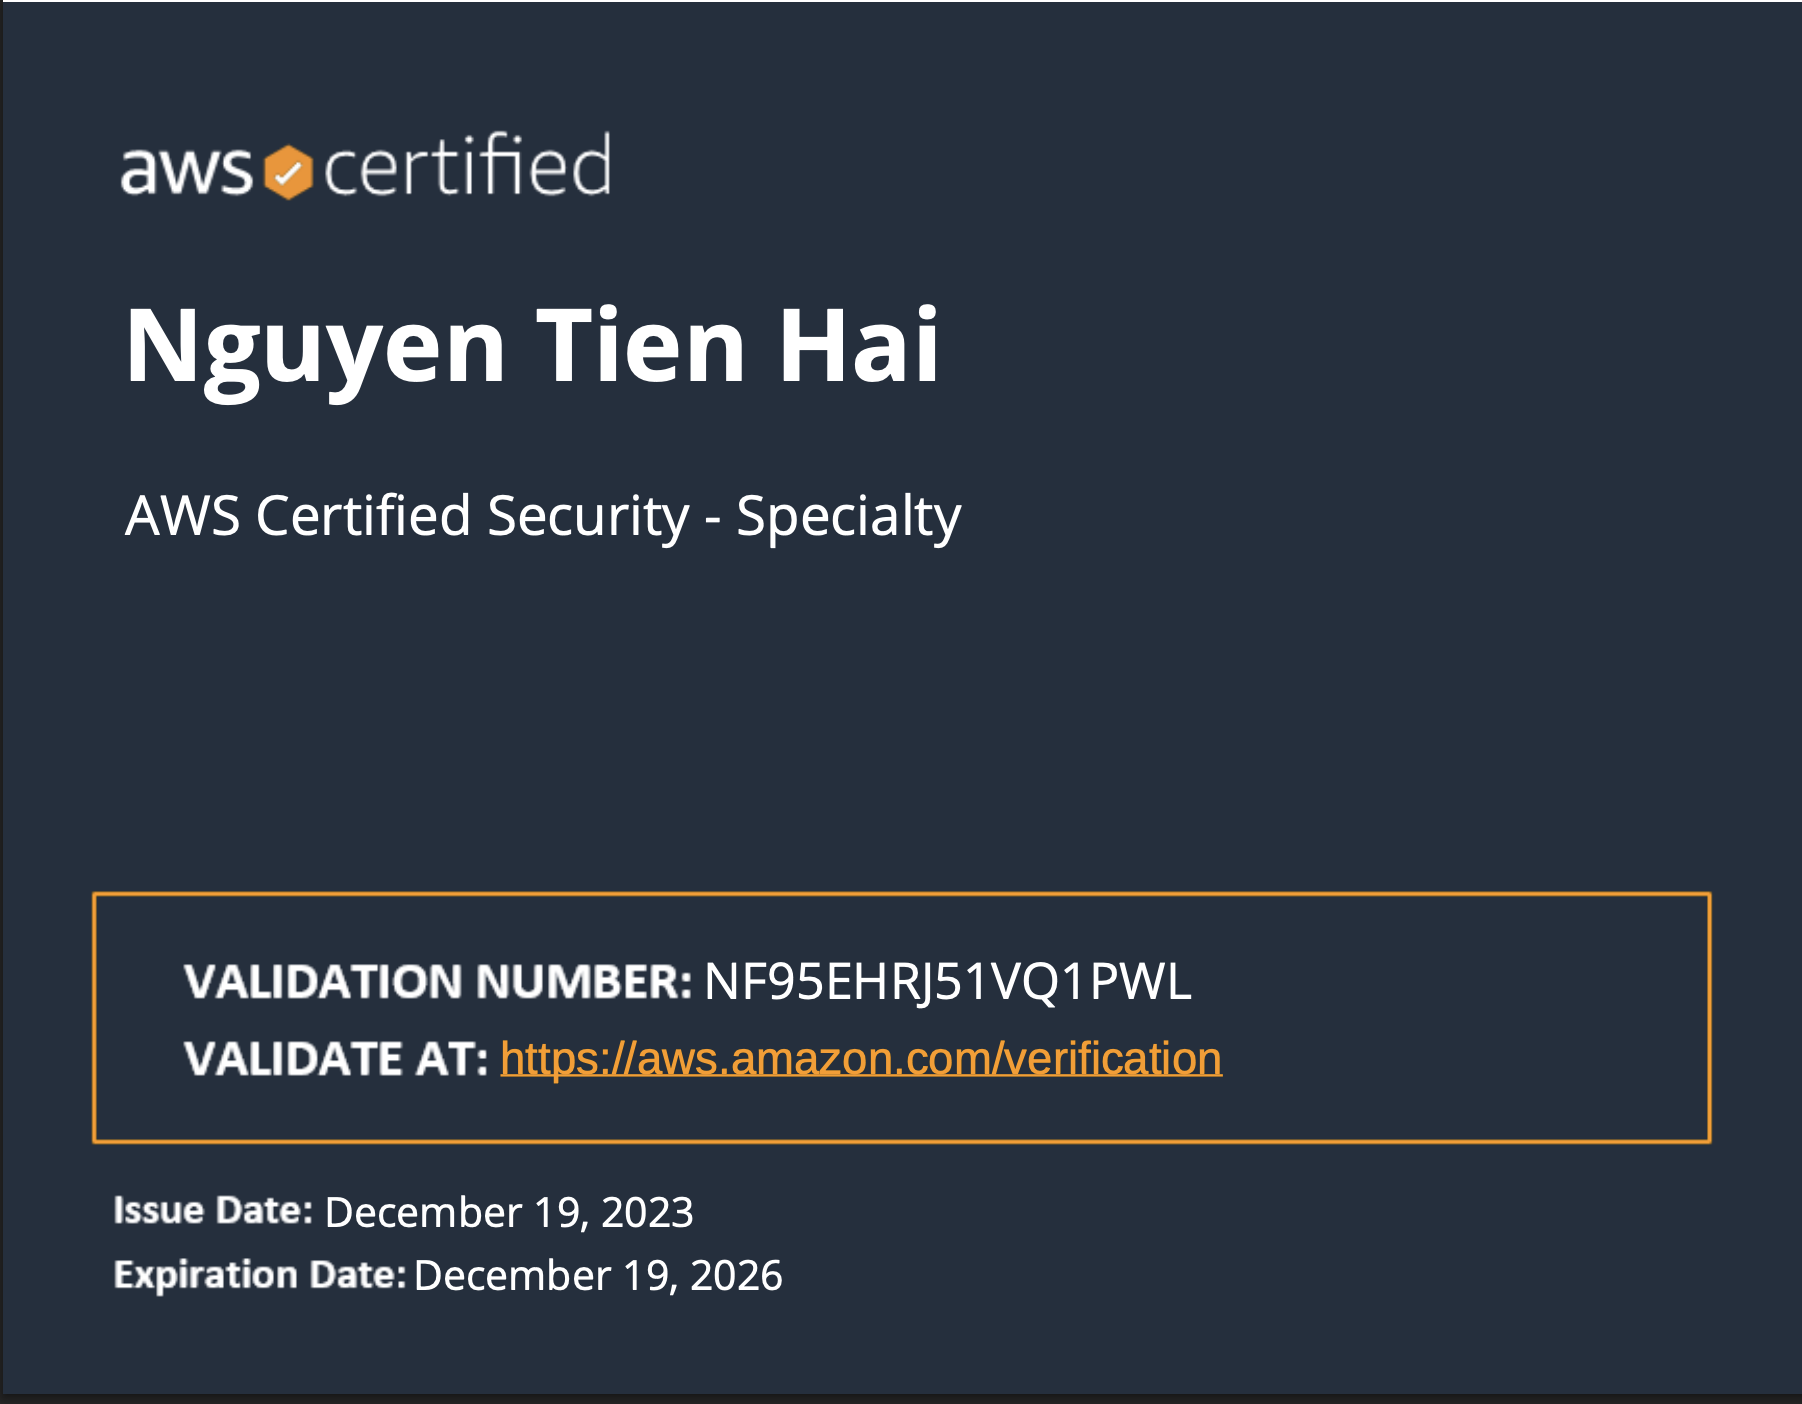 aws certified
Nguyen Tien Hai
AWS Certified Security - Specialty
VALIDATION NUMBER: NF95EHRJ51VQ1PWL
VALIDATE AT: https://aws.amazon.com/verification
Issue Date: December 19, 2023
Expiration Date: December 19, 2026